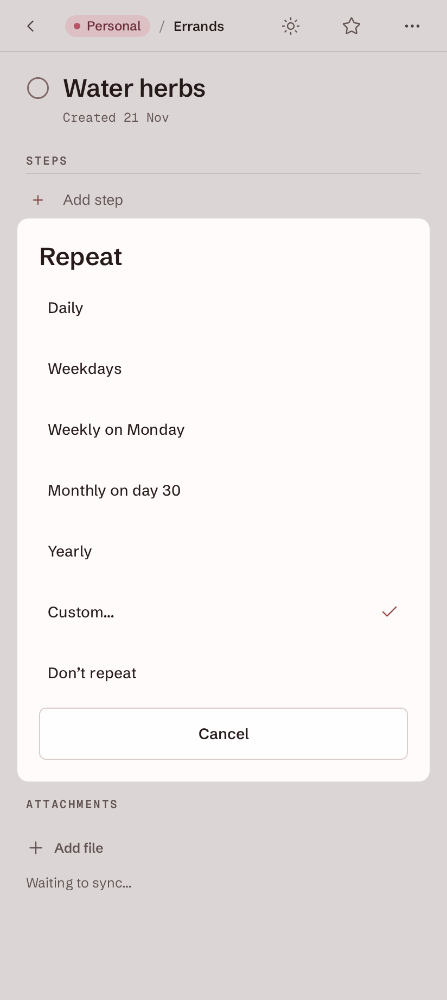 Personal / Errands
Water herbs
Created 21 Nov
STEPS
Add step
Repeat
Daily
Weekdays
Weekly on Monday
Monthly on day 30
Yearly
Custom…
Don’t repeat
Cancel
ATTACHMENTS
Add file
Waiting to sync…